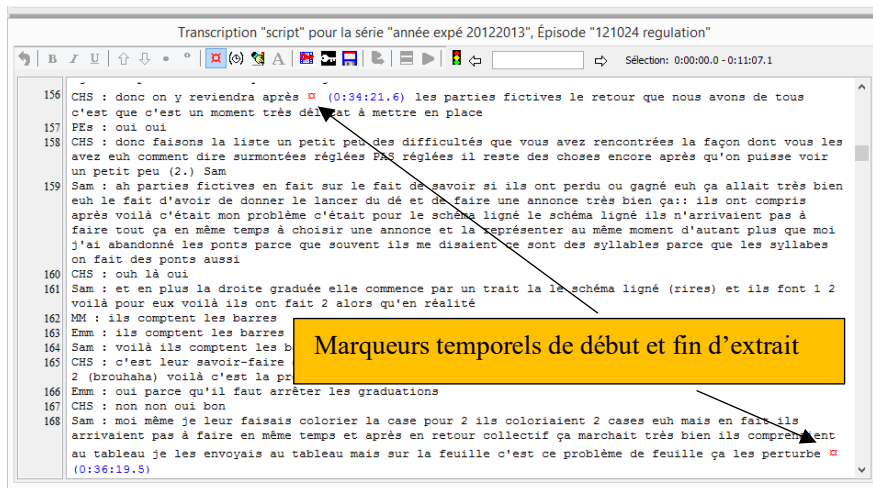 Transcription "script" pour la série "année expé 20122013", Épisode "121024 regulation"
B I U A Sélection: 0:00:00.0 - 0:11:07.1
156 CHS : donc on y reviendra après ¤ (0:34:21.6) les parties fictives le retour que nous avons de tous
c'est que c'est un moment très délicat à mettre en place
157 PEs : oui oui
158 CHS : donc faisons la liste un petit peu des difficultés que vous avez rencontrées la façon dont vous les
avez euh comment dire surmontées réglées PAS réglées il reste des choses encore après qu'on puisse voir
un petit peu (2.) Sam
159 Sam : ah parties fictives en fait sur le fait de savoir si ils ont perdu ou gagné euh ça allait très bien
euh le fait d'avoir de donner le lancer du dé et de faire une annonce très bien ça:: ils ont compris
après voilà c'était mon problème c'était pour le schéma ligné le schéma ligné ils n'arrivaient pas à
faire tout ça en même temps à choisir une annonce et la représenter au même moment d'autant plus que moi
j'ai abandonné les ponts parce que souvent ils me disaient ce sont des syllabes parce que les syllabes
on fait des ponts aussi
160 CHS : ouh là oui
161 Sam : et en plus la droite graduée elle commence par un trait la le schéma ligné (rires) et ils font 1 2
voilà pour eux voilà ils ont fait 2 alors qu'en réalité
162 MM : ils comptent les barres
163 Emm : ils comptent les barres
164 Sam : voilà ils comptent les b
165 CHS : c'est leur savoir-faire
2 (brouhaha) voilà c'est la pr
Marqueurs temporels de début et fin d'extrait
166 Emm : oui parce qu'il faut arrêter les graduations
167 CHS : non non oui bon
168 Sam : moi même je leur faisais colorier la case pour 2 ils coloriaient 2 cases euh mais en fait ils
arrivaient pas à faire en même temps et après en retour collectif ça marchait très bien ils comprenaient
au tableau je les envoyais au tableau mais sur la feuille c'est ce problème de feuille ça les perturbe ¤
(0:36:19.5)